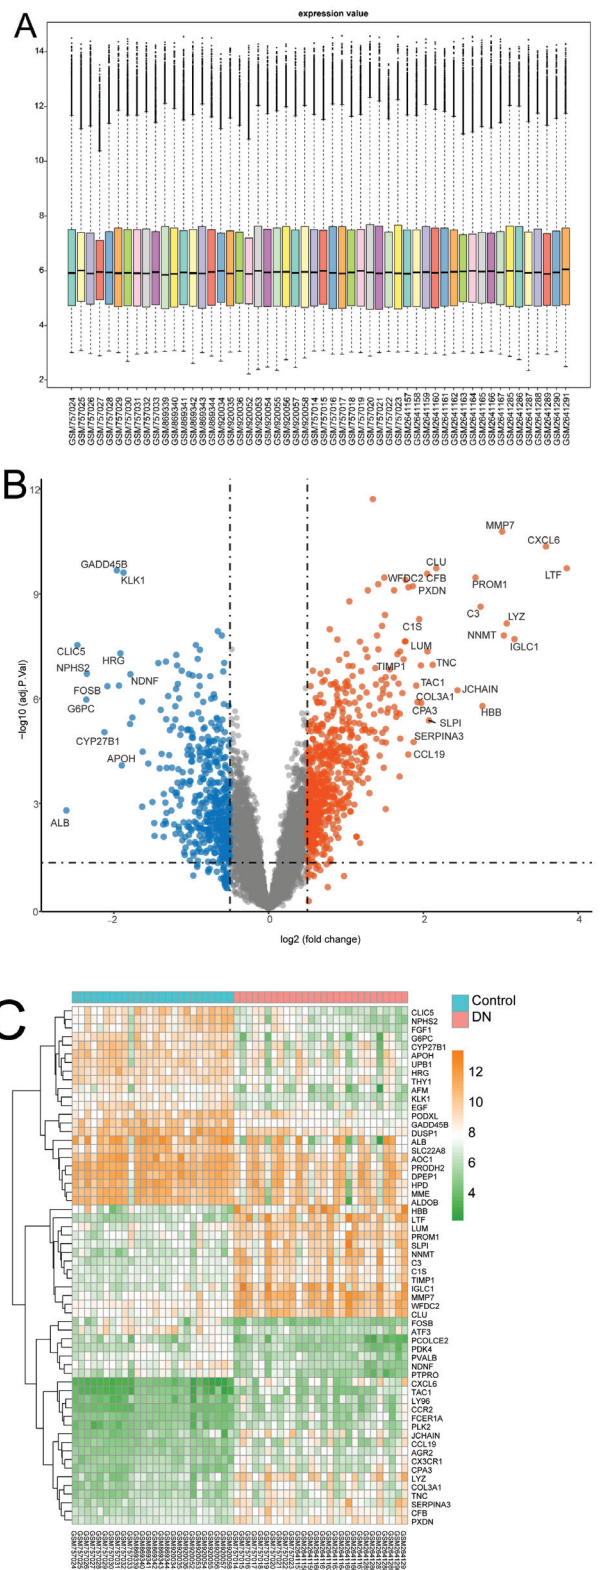 A
expression value
14
12
10
8
6
4
2
GSM757024
GSM757025
GSM757026
GSM757027
GSM757028
GSM757029
GSM757030
GSM757031
GSM757032
GSM757033
GSM869339
GSM869340
GSM869341
GSM869342
GSM869343
GSM869344
GSM920034
GSM920035
GSM920036
GSM920052
GSM920053
GSM920054
GSM920055
GSM920056
GSM920057
GSM920058
GSM757014
GSM757015
GSM757016
GSM757017
GSM757018
GSM757019
GSM757020
GSM757021
GSM757022
GSM757023
GSM2641157
GSM2641158
GSM2641159
GSM2641160
GSM2641161
GSM2641162
GSM2641163
GSM2641164
GSM2641165
GSM2641166
GSM2641167
GSM2641285
GSM2641286
GSM2641287
GSM2641288
GSM2641289
GSM2641290
GSM2641291
B
12
9
6
3
0
−log10 (adj.P.Val)
MMP7
CXCL6
GADD45B
CLU
LTF
KLK1
WFDC2
CFB
PROM1
PXDN
C3
LYZ
C1S
NNMT
IGLC1
CLIC5
HRG
LUM
NPHS2
TIMP1
TNC
NDNF
FOSB
TAC1
JCHAIN
G6PC
COL3A1
CPA3
HBB
SLPI
CYP27B1
SERPINA3
APOH
CCL19
ALB
−2
0
2
4
log2 (fold change)
C
Control
DN
12
10
8
6
4
CLIC5
NPHS2
FGF1
G6PC
CYP27B1
APOH
UPB1
HRG
THY1
AFM
KLK1
EGF
PODXL
GADD45B
DUSP1
ALB
SLC22A8
AOC1
PRODH2
DPEP1
HPD
MME
ALDOB
HBB
LTF
LUM
PROM1
SLPI
NNMT
C3
C1S
TIMP1
IGLC1
MMP7
WFDC2
CLU
FOSB
ATF3
PCOLCE2
PDK4
PVALB
NDNF
PTPRO
CXCL6
TAC1
LY96
CCR2
FCER1A
PLK2
JCHAIN
CCL19
AGR2
CX3CR1
CPA3
LYZ
COL3A1
TNC
SERPINA3
CFB
PXDN